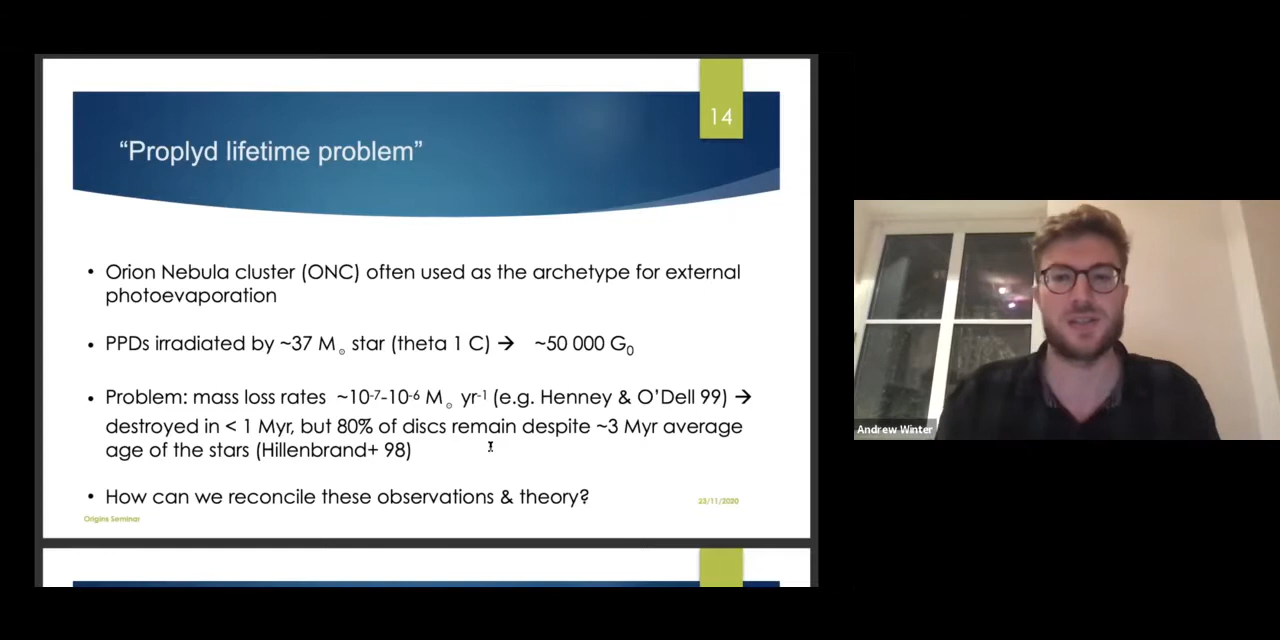 14
“Proplyd lifetime problem”
• Orion Nebula cluster (ONC) often used as the archetype for external
photoevaporation
• PPDs irradiated by ~37 M☉ star (theta 1 C) → ~50 000 G₀
• Problem: mass loss rates ~10⁻⁷-10⁻⁶ M☉ yr⁻¹ (e.g. Henney & O’Dell 99) →
destroyed in < 1 Myr, but 80% of discs remain despite ~3 Myr average
age of the stars (Hillenbrand+ 98)
• How can we reconcile these observations & theory?
23/11/2020
Origins Seminar
Andrew Winter